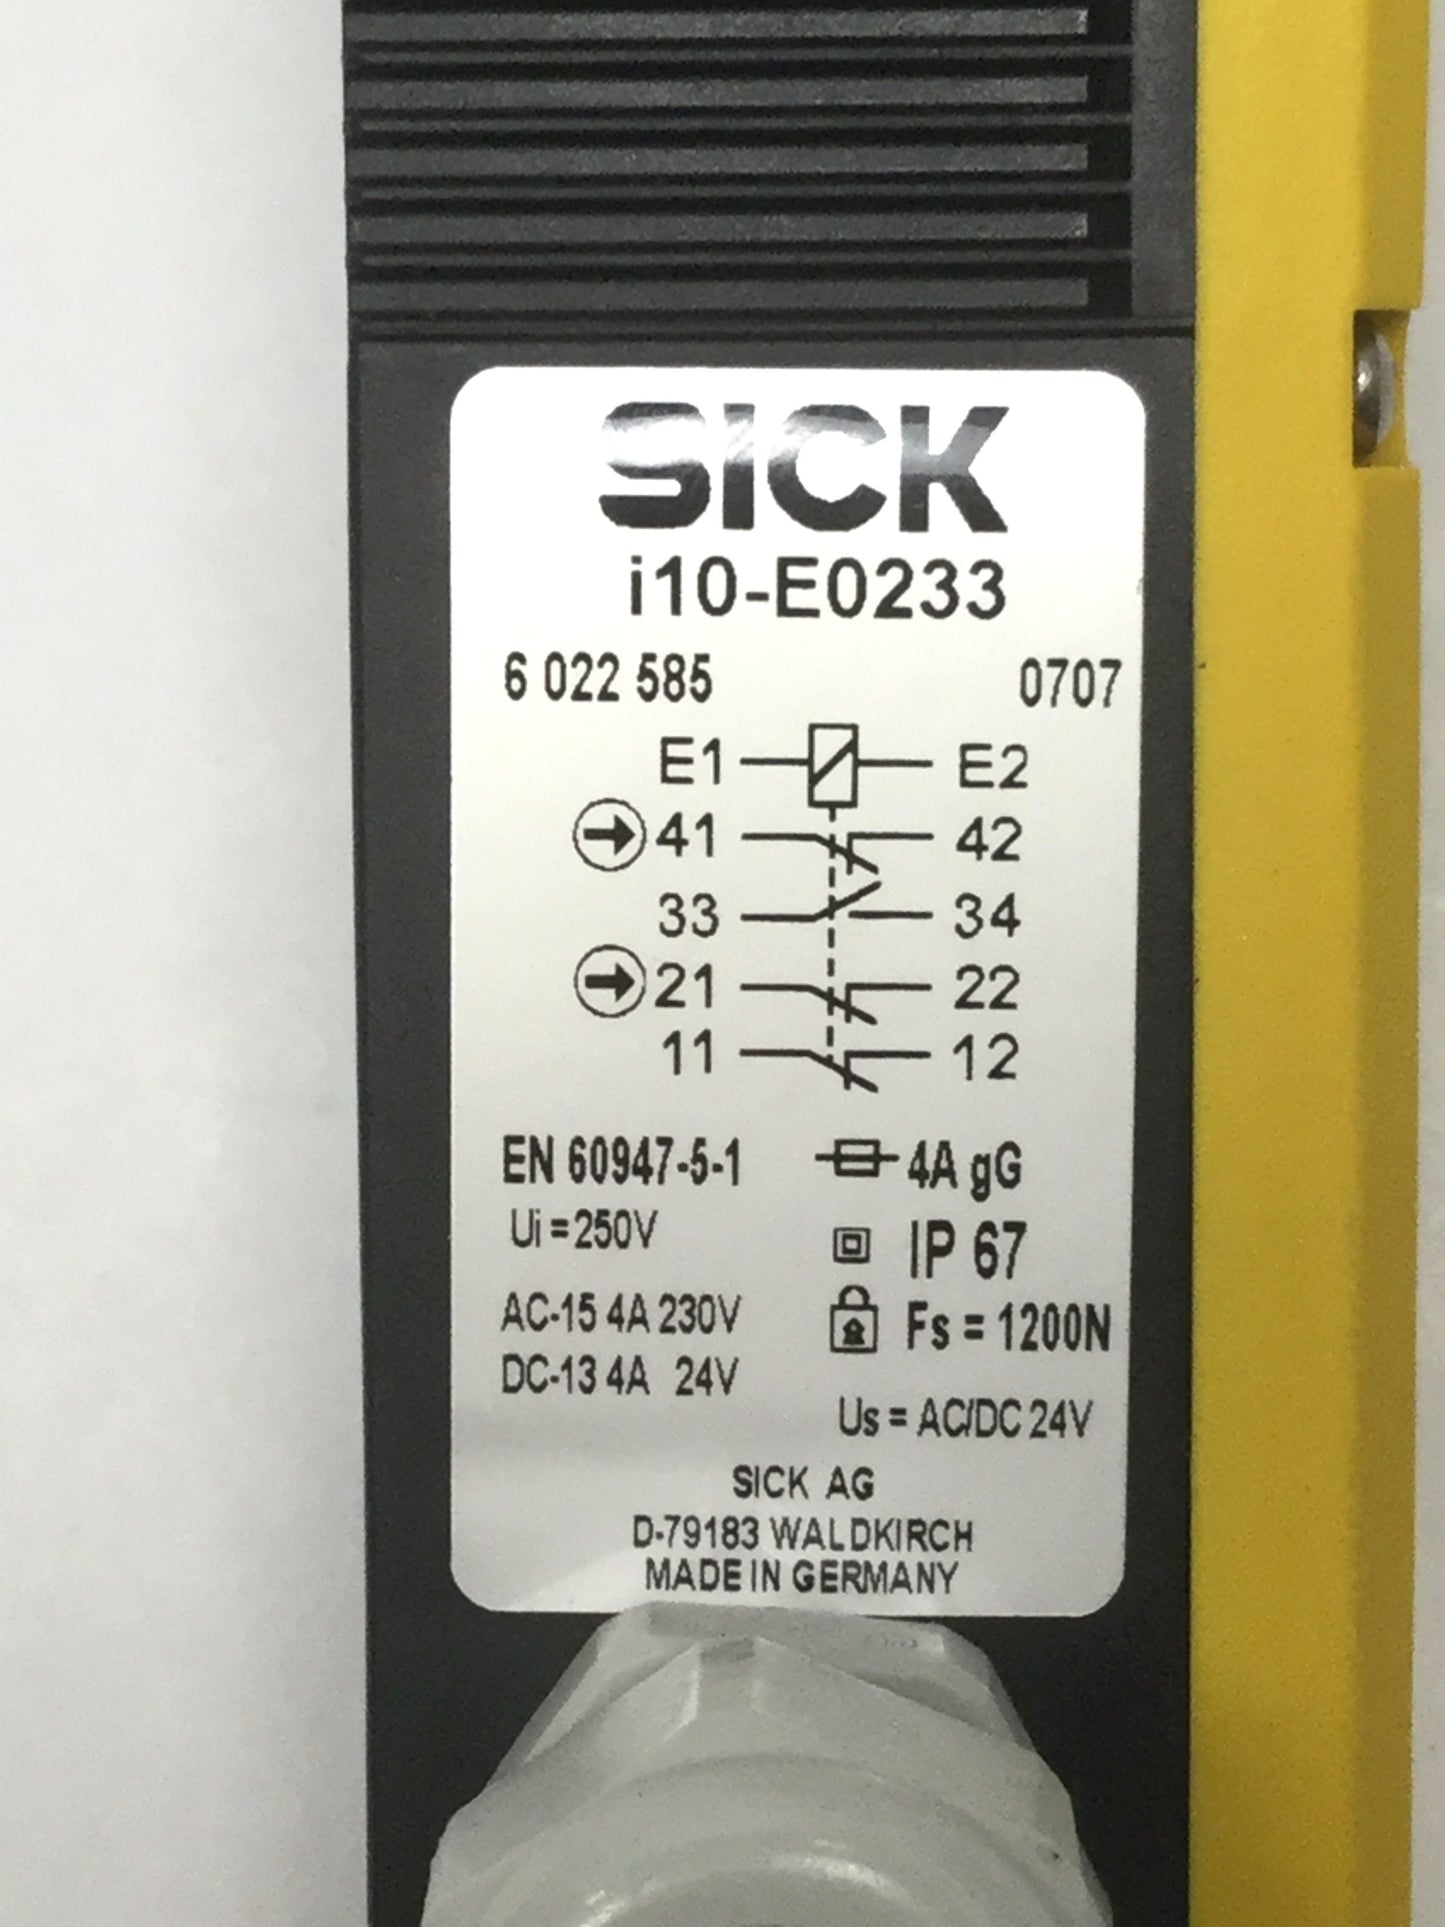 SICK
i10-E0233
6 022 585 0707
E1 E2
41 42
33 34
21 22
11 12
EN 60947-5-1 4A gG
Ui = 250V IP 67
AC-15 4A 230V Fs = 1200N
DC-13 4A 24V
Us = AC/DC 24V
SICK AG
D-79183 WALDKIRCH
MADE IN GERMANY